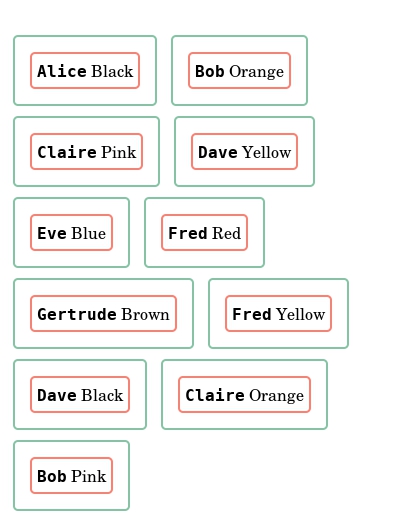 Alice Black Bob Orange
Claire Pink Dave Yellow
Eve Blue Fred Red
Gertrude Brown Fred Yellow
Dave Black Claire Orange
Bob Pink